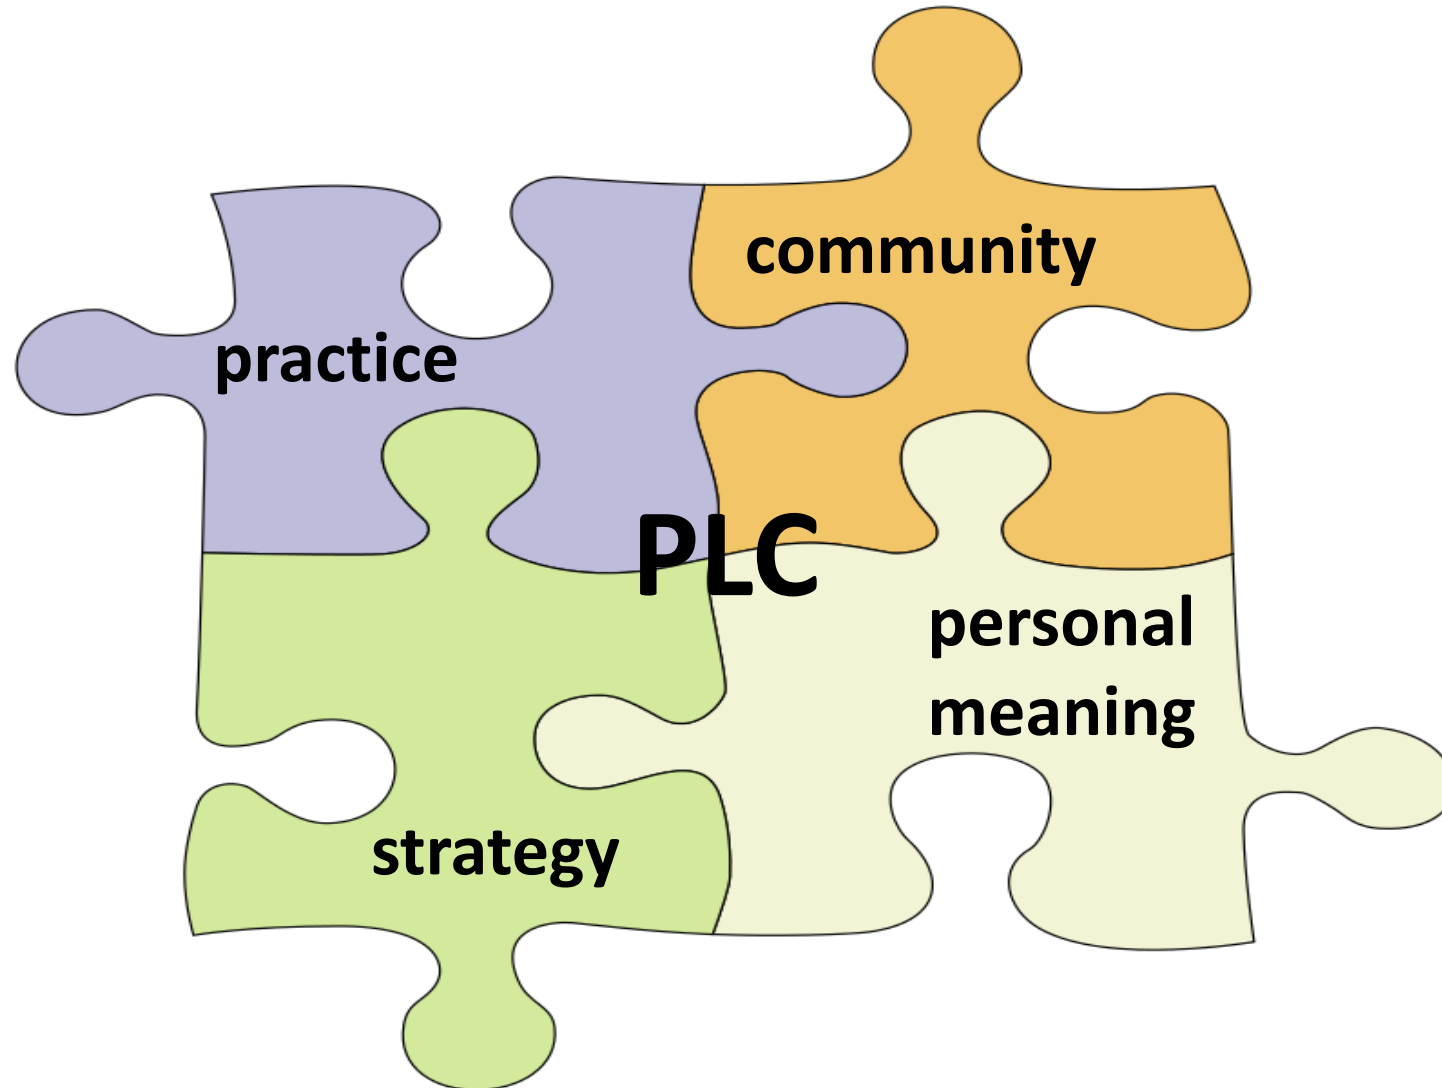 community
practice
PLC
personal
meaning
strategy